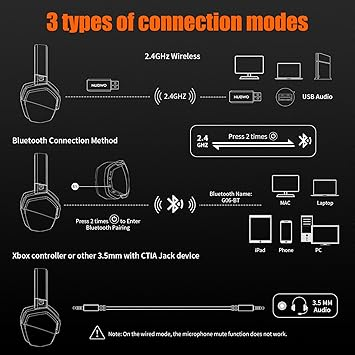 3 types of connection modes
2.4GHz Wireless
NUBWO
2.4GHZ
NUBWO
USB Audio
Bluetooth Connection Method
2.4
GHZ
Press 2 times
Press 2 times to Enter
Bluetooth Pairing
Bluetooth Name:
G06-BT
MAC
Laptop
iPad
Phone
PC
Xbox controller or other 3.5mm with CTIA Jack device
3.5 MM
Audio
Note: On the wired mode, the microphone mute function does not work.